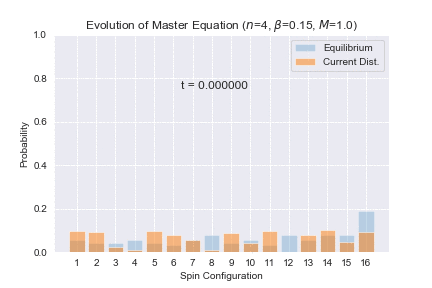 Evolution of Master Equation (n=4, β=0.15, M=1.0)
1.0
Equilibrium
Current Dist.
0.8
t = 0.000000
0.6
Probability
0.4
0.2
0.0
1 2 3 4 5 6 7 8 9 10 11 12 13 14 15 16
Spin Configuration